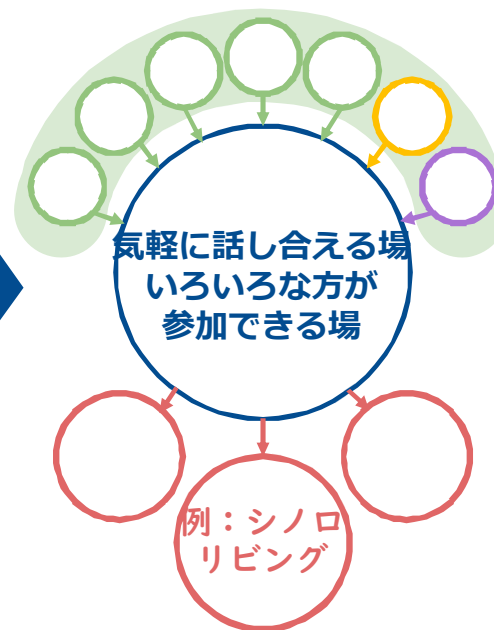 気軽に話し合える場
いろいろな方が
参加できる場
例：シノロ
リビング